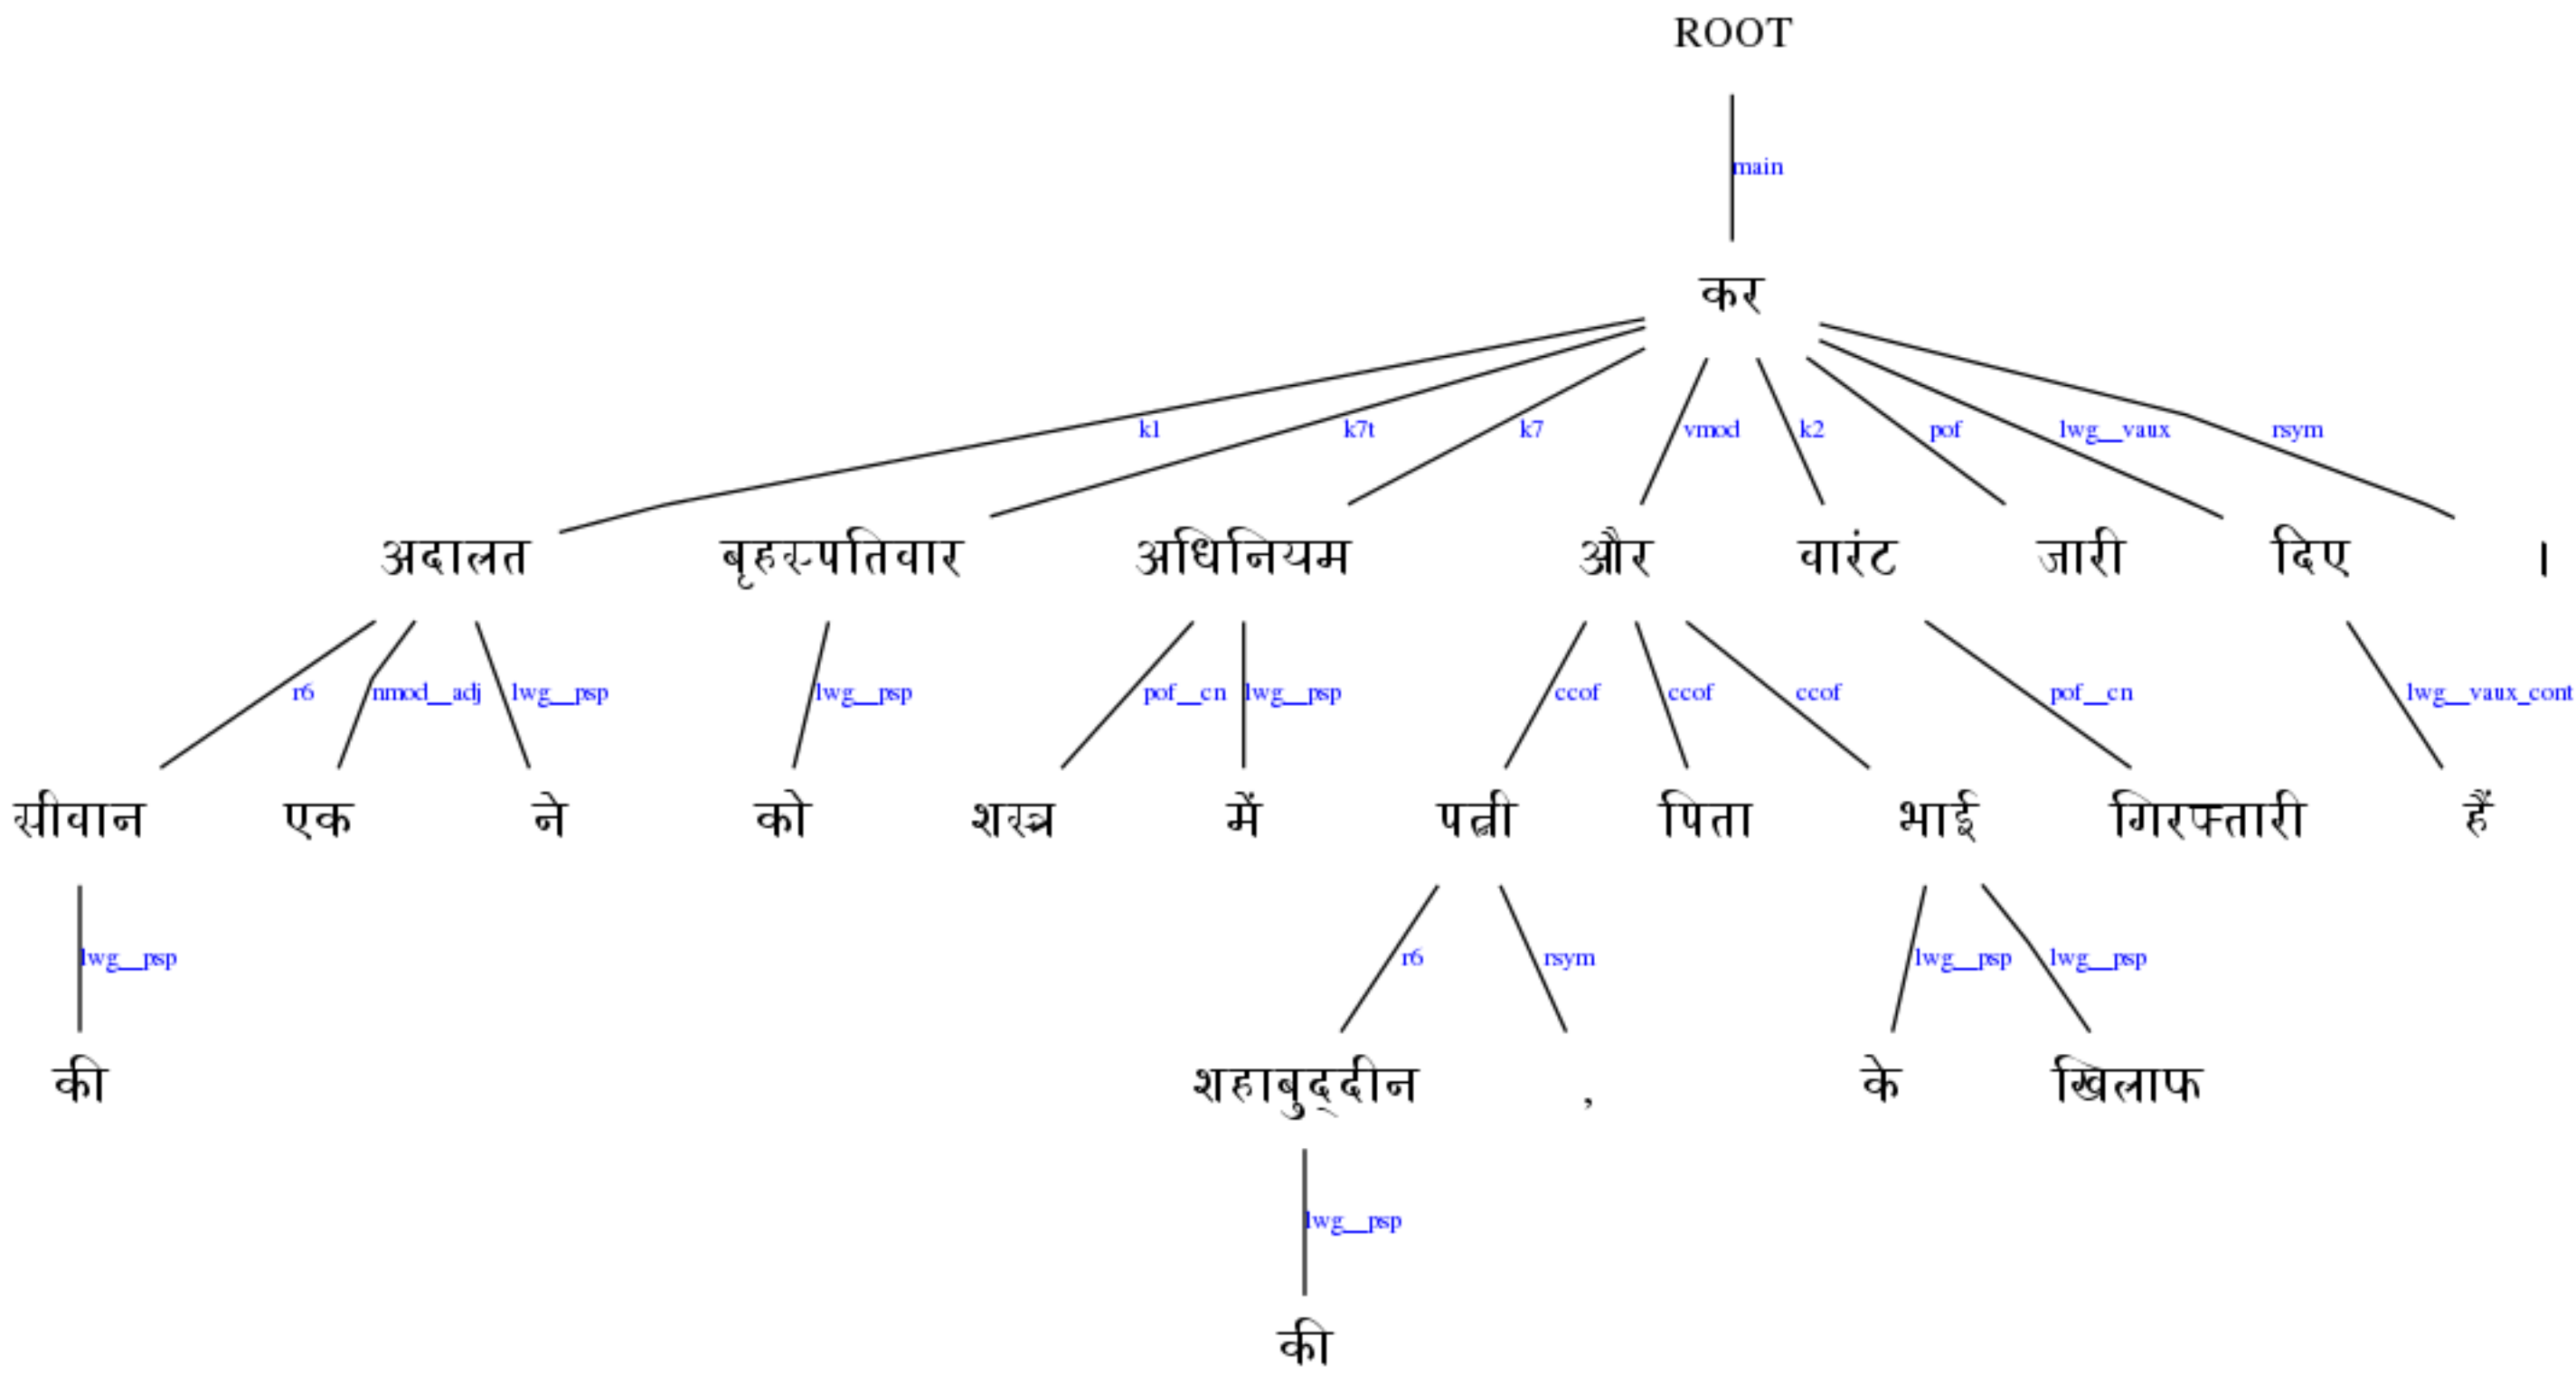 ROOT
main
कर
k1 k7t k7 vmod k2 pof lwg__vaux rsym
अदालत बृहस्पतिवार अधिनियम और वारंट जारी दिए ।
r6 nmod__adj lwg__psp lwg__psp pof__cn lwg__psp ccof ccof ccof pof__cn lwg__vaux_cont
सीवान एक ने को शस्त्र में पत्नी पिता भाई गिरफ्तारी हैं
lwg__psp r6 rsym lwg__psp lwg__psp
की शहाबुद्दीन , के खिलाफ
lwg__psp
की